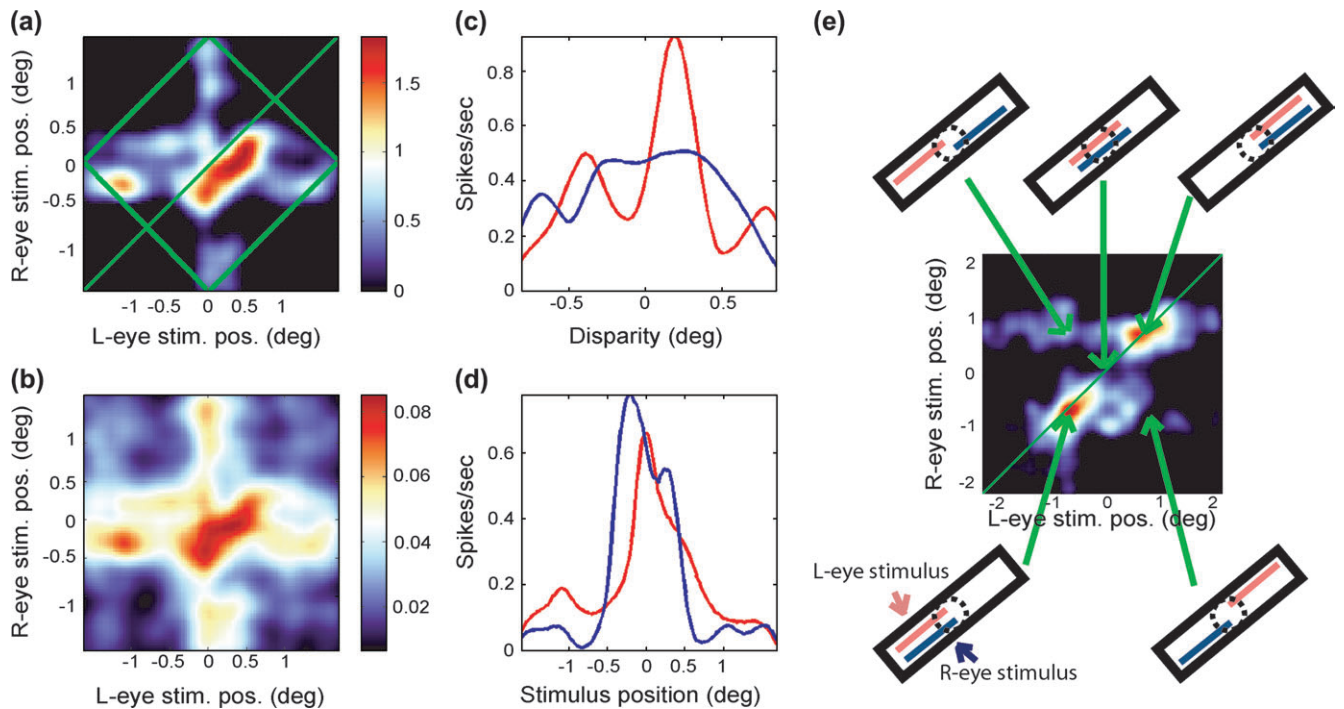 (a)
R-eye stim. pos. (deg)
1
0.5
0
-0.5
-1
-1 -0.5 0 1
L-eye stim. pos. (deg)
1.5
1
0.5
0
(b)
R-eye stim. pos. (deg)
1
0.5
0
-0.5
-1
-1 -0.5 0 1
L-eye stim. pos. (deg)
0.08
0.06
0.04
0.02
(c)
Spikes/sec
0.8
0.6
0.4
0.2
0
-0.5 0 0.5
Disparity (deg)
(d)
Spikes/sec
0.6
0.4
0.2
0
-1 -0.5 0 0.5 1
Stimulus position (deg)
(e)
R-eye stim. pos. (deg)
2
1
0
-1
-2
-2 -1 0 1 2
L-eye stim. pos. (deg)
L-eye stimulus
R-eye stimulus